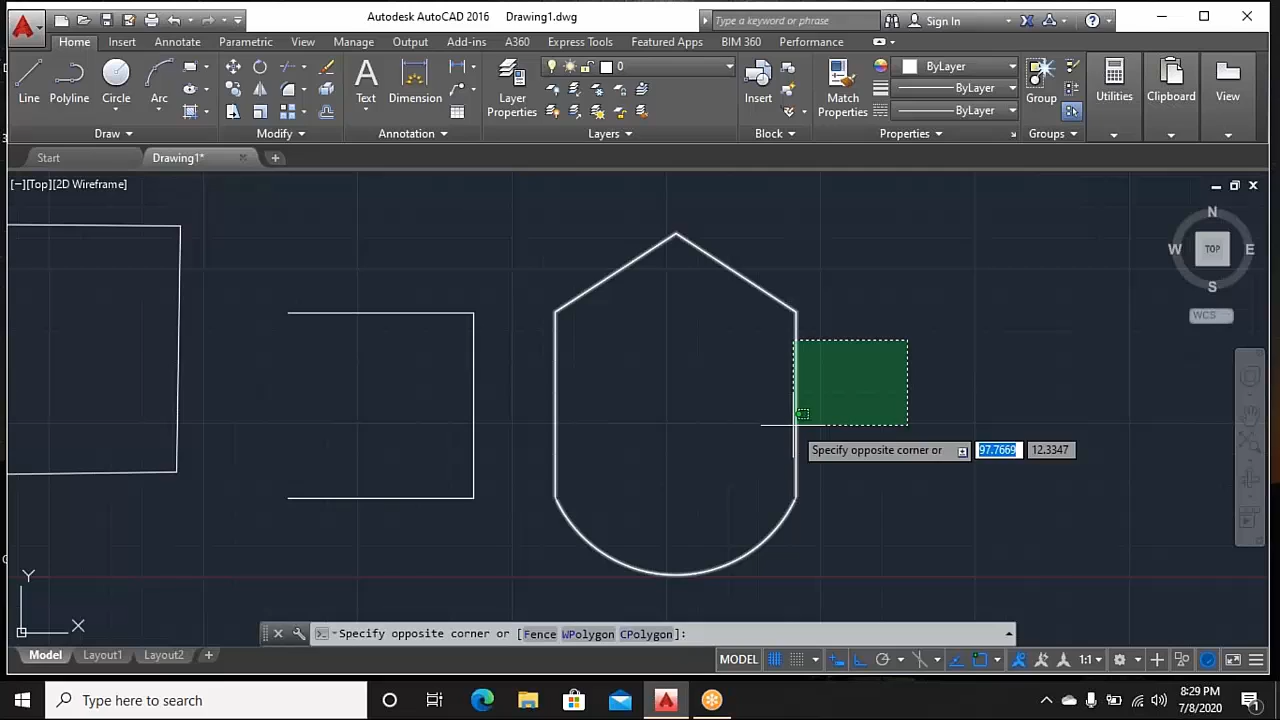 Autodesk AutoCAD 2016 Drawing1.dwg
Type a keyword or phrase
Sign In
Home Insert Annotate Parametric View Manage Output Add-ins A360 Express Tools Featured Apps BIM 360 Performance
Line Polyline Circle Arc
Text Dimension
Layer Properties
0
Insert
Match Properties
ByLayer
ByLayer
ByLayer
Group
Utilities
Clipboard
View
Draw Modify Annotation Layers Block Properties Groups
Start Drawing1*
[−][Top][2D Wireframe]
N
W TOP E
S
WCS
Specify opposite corner or 97.7669 12.3347
Y
X
Specify opposite corner or [Fence WPolygon CPolygon]:
Model Layout1 Layout2 +
MODEL 1:1
Type here to search
8:29 PM
7/8/2020
1